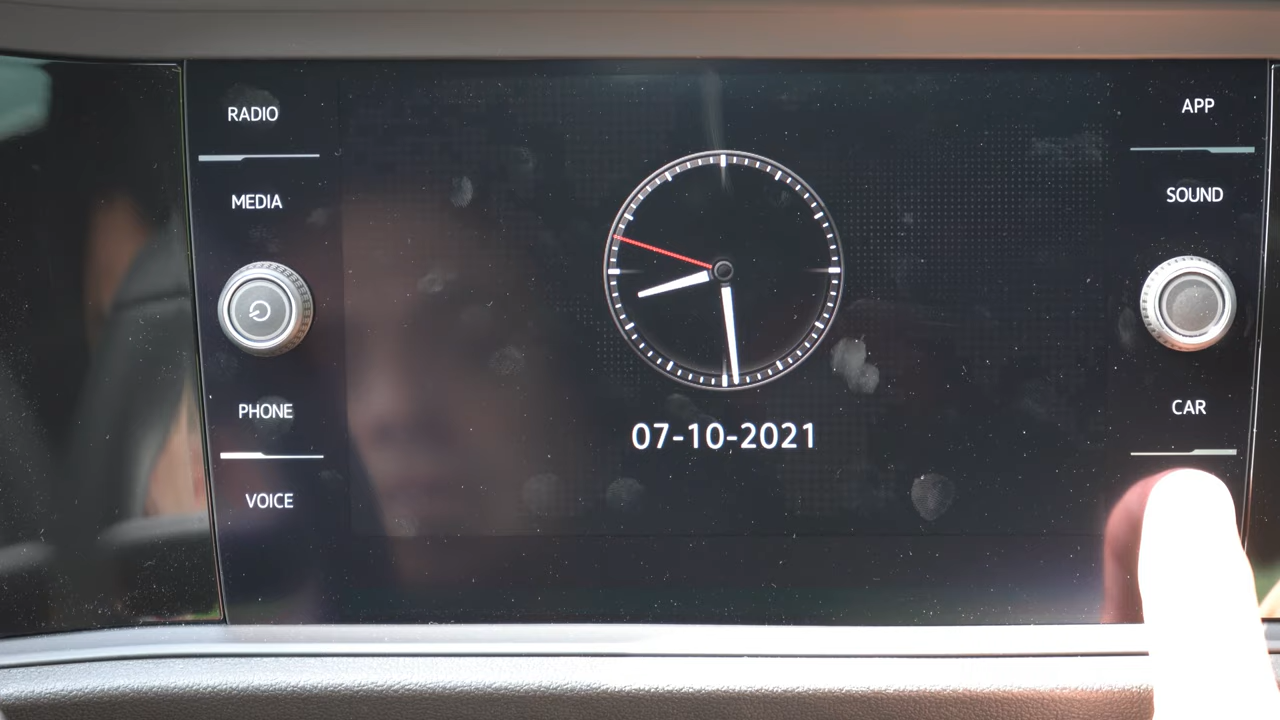 RADIO
MEDIA
PHONE
VOICE
07-10-2021
APP
SOUND
CAR